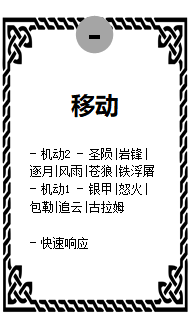 -
移动
- 机动2 - 圣陨|岩锋|
逐月|风雨|苍狼|铁浮屠
- 机动1 - 银甲|怒火|
包勒|追云|古拉姆
- 快速响应